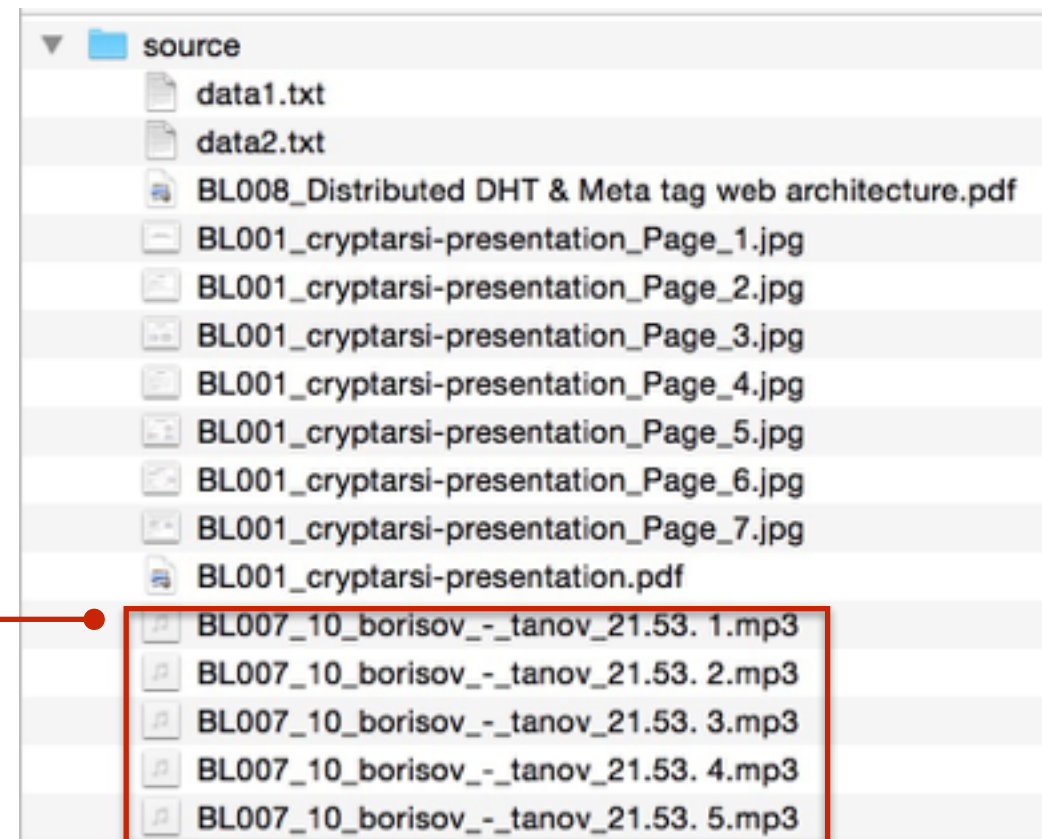 source
data1.txt
data2.txt
BL008_Distributed DHT & Meta tag web architecture.pdf
BL001_cryptarsi-presentation_Page_1.jpg
BL001_cryptarsi-presentation_Page_2.jpg
BL001_cryptarsi-presentation_Page_3.jpg
BL001_cryptarsi-presentation_Page_4.jpg
BL001_cryptarsi-presentation_Page_5.jpg
BL001_cryptarsi-presentation_Page_6.jpg
BL001_cryptarsi-presentation_Page_7.jpg
BL001_cryptarsi-presentation.pdf
BL007_10_borisov_-_tanov_21.53. 1.mp3
BL007_10_borisov_-_tanov_21.53. 2.mp3
BL007_10_borisov_-_tanov_21.53. 3.mp3
BL007_10_borisov_-_tanov_21.53. 4.mp3
BL007_10_borisov_-_tanov_21.53. 5.mp3